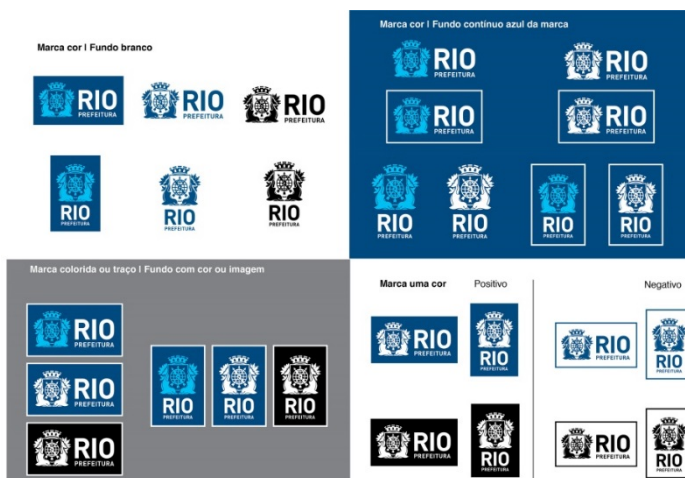 Marca cor | Fundo branco
RIO
PREFEITURA
RIO
PREFEITURA
RIO
PREFEITURA
RIO
PREFEITURA
RIO
PREFEITURA
RIO
PREFEITURA
Marca cor | Fundo contínuo azul da marca
RIO
PREFEITURA
RIO
PREFEITURA
RIO
PREFEITURA
RIO
PREFEITURA
RIO
PREFEITURA
RIO
PREFEITURA
RIO
PREFEITURA
RIO
PREFEITURA
Marca colorida ou traço | Fundo com cor ou imagem
RIO
PREFEITURA
RIO
PREFEITURA
RIO
PREFEITURA
RIO
PREFEITURA
RIO
PREFEITURA
RIO
PREFEITURA
Marca uma cor
Positivo
Negativo
RIO
PREFEITURA
RIO
PREFEITURA
RIO
PREFEITURA
RIO
PREFEITURA
RIO
PREFEITURA
RIO
PREFEITURA
RIO
PREFEITURA
RIO
PREFEITURA